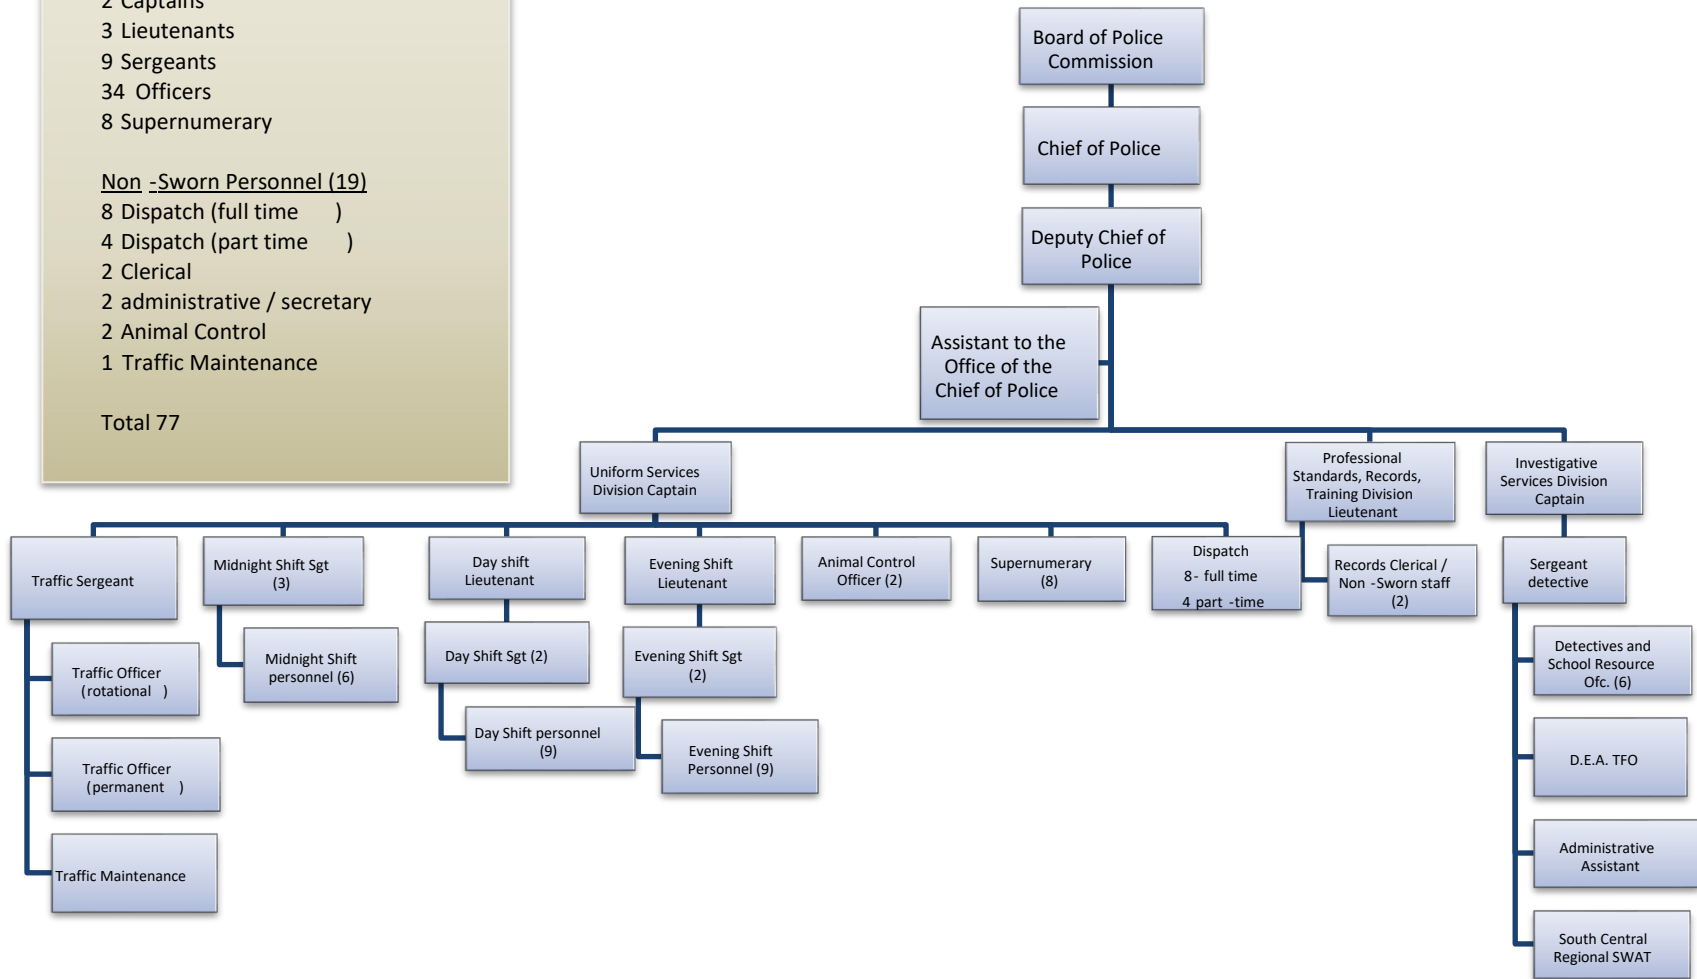 2 Captains
3 Lieutenants
9 Sergeants
34 Officers
8 Supernumerary
Non -Sworn Personnel (19)
8 Dispatch (full time )
4 Dispatch (part time )
2 Clerical
2 administrative / secretary
2 Animal Control
1 Traffic Maintenance
Total 77
Board of Police
Commission
Chief of Police
Deputy Chief of
Police
Assistant to the
Office of the
Chief of Police
Uniform Services
Division Captain
Professional
Standards, Records,
Training Division
Lieutenant
Investigative
Services Division
Captain
Traffic Sergeant
Midnight Shift Sgt
(3)
Day shift
Lieutenant
Evening Shift
Lieutenant
Animal Control
Officer (2)
Supernumerary
(8)
Dispatch
8- full time
4 part -time
Records Clerical /
Non -Sworn staff
(2)
Sergeant
detective
Traffic Officer
(rotational )
Traffic Officer
(permanent )
Traffic Maintenance
Midnight Shift
personnel (6)
Day Shift Sgt (2)
Day Shift personnel
(9)
Evening Shift Sgt
(2)
Evening Shift
Personnel (9)
Detectives and
School Resource
Ofc. (6)
D.E.A. TFO
Administrative
Assistant
South Central
Regional SWAT